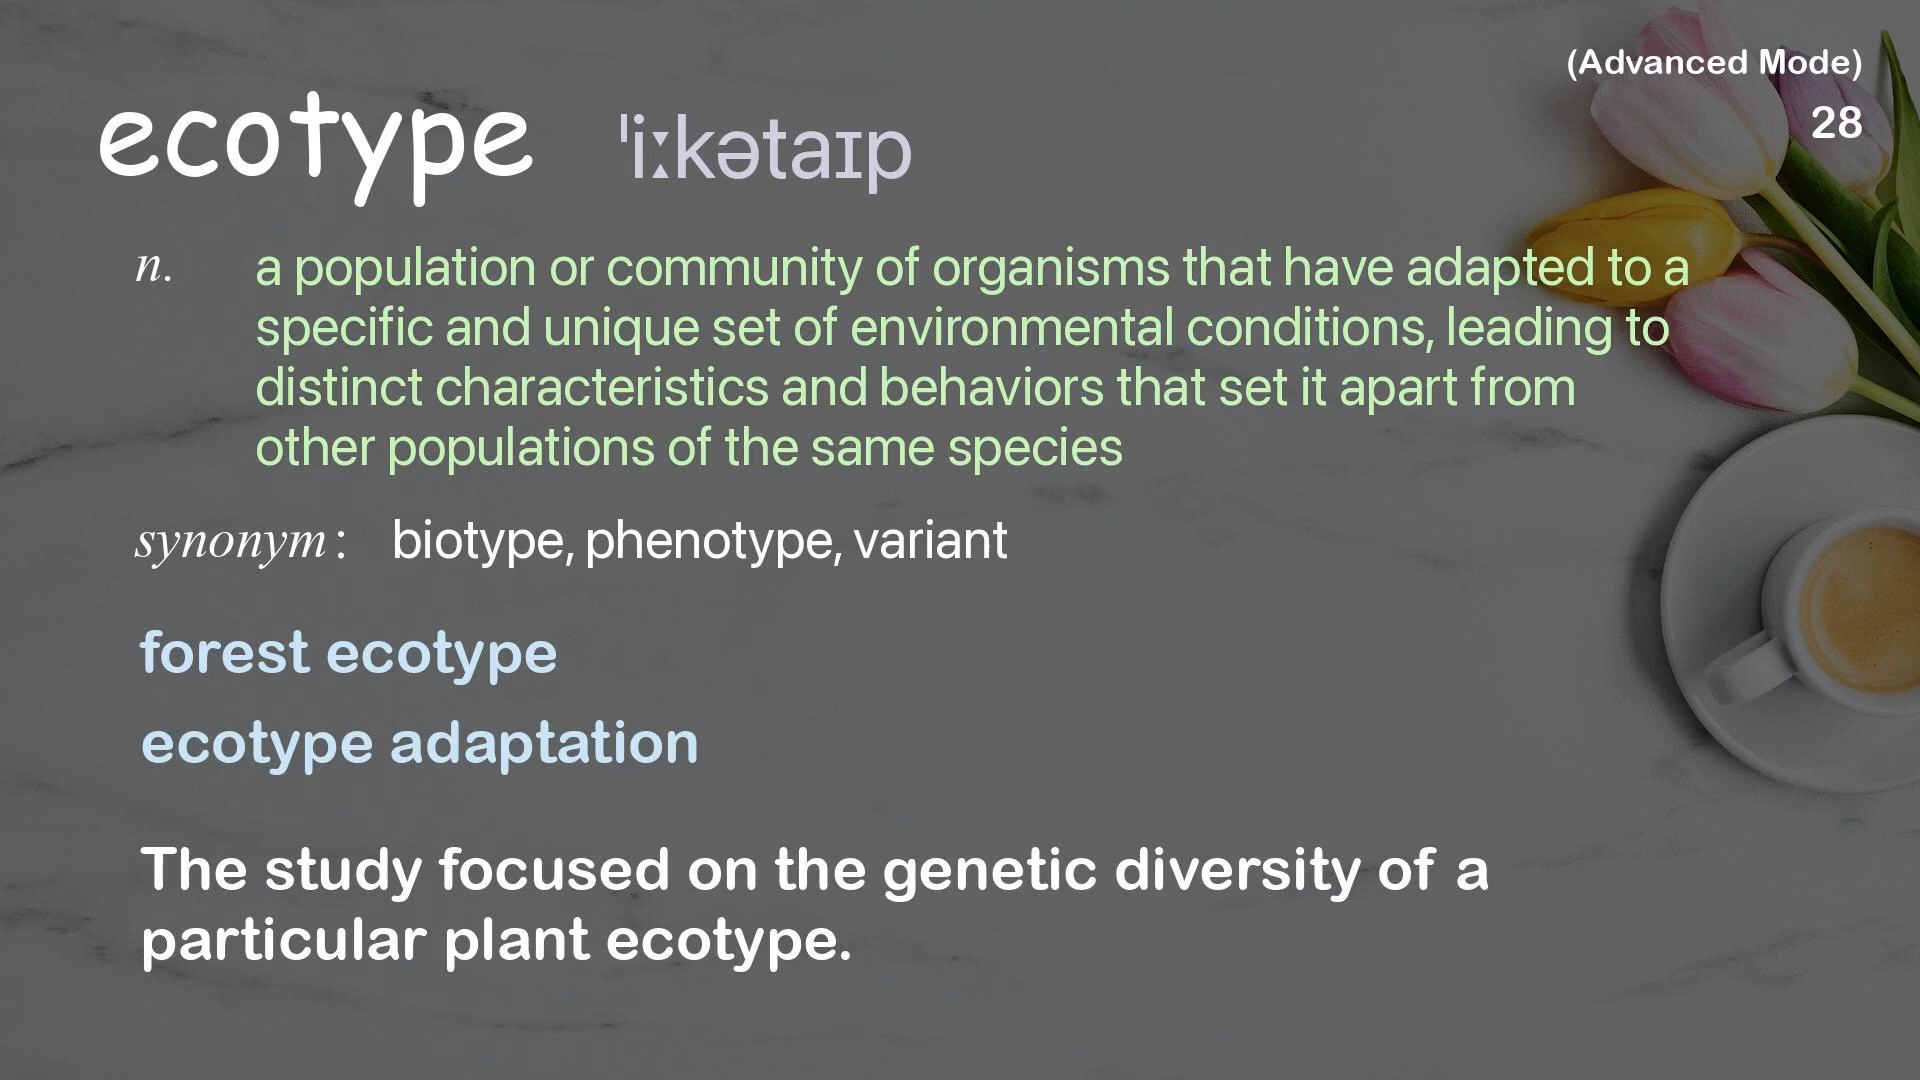 (Advanced Mode)
28
ecotype ˈiːkətaɪp
n. a population or community of organisms that have adapted to a
specific and unique set of environmental conditions, leading to
distinct characteristics and behaviors that set it apart from
other populations of the same species
synonym: biotype, phenotype, variant
forest ecotype
ecotype adaptation
The study focused on the genetic diversity of a
particular plant ecotype.